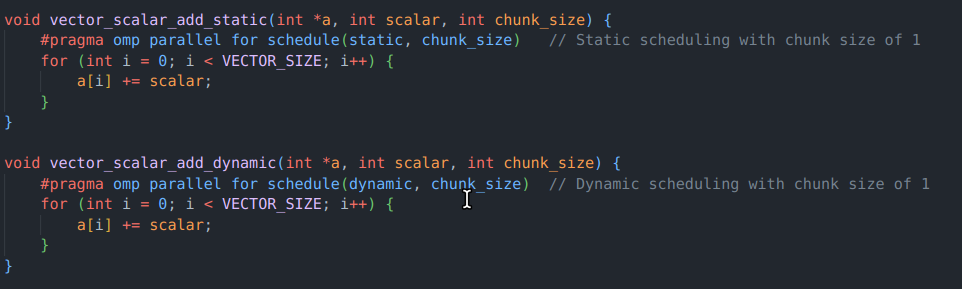 void vector_scalar_add_static(int *a, int scalar, int chunk_size) {
    #pragma omp parallel for schedule(static, chunk_size)   // Static scheduling with chunk size of 1
    for (int i = 0; i < VECTOR_SIZE; i++) {
        a[i] += scalar;
    }
}

void vector_scalar_add_dynamic(int *a, int scalar, int chunk_size) {
    #pragma omp parallel for schedule(dynamic, chunk_size)  // Dynamic scheduling with chunk size of 1
    for (int i = 0; i < VECTOR_SIZE; i++) {
        a[i] += scalar;
    }
}